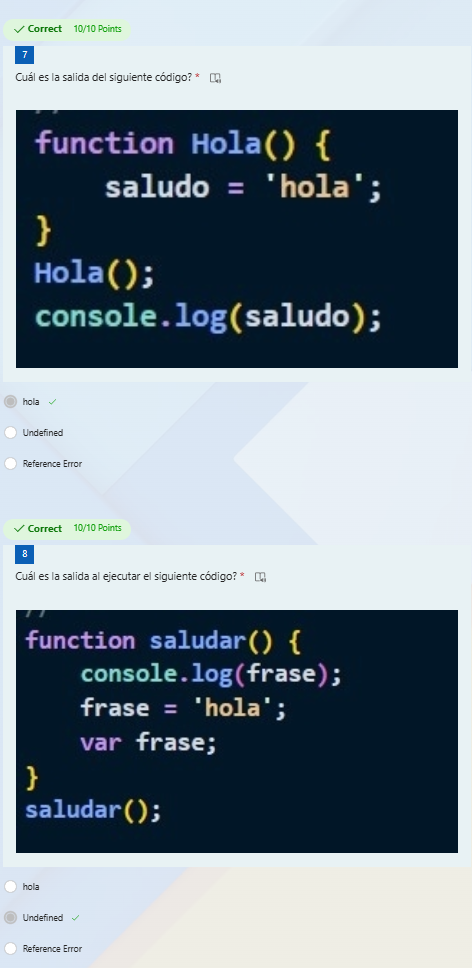 Correct 10/10 Points
7
Cuál es la salida del siguiente código? *
function Hola() {
saludo = 'hola';
}
Hola();
console.log(saludo);
hola
Undefined
Reference Error
Correct 10/10 Points
8
Cuál es la salida al ejecutar el siguiente código? *
//
function saludar() {
console.log(frase);
frase = 'hola';
var frase;
}
saludar();
hola
Undefined
Reference Error